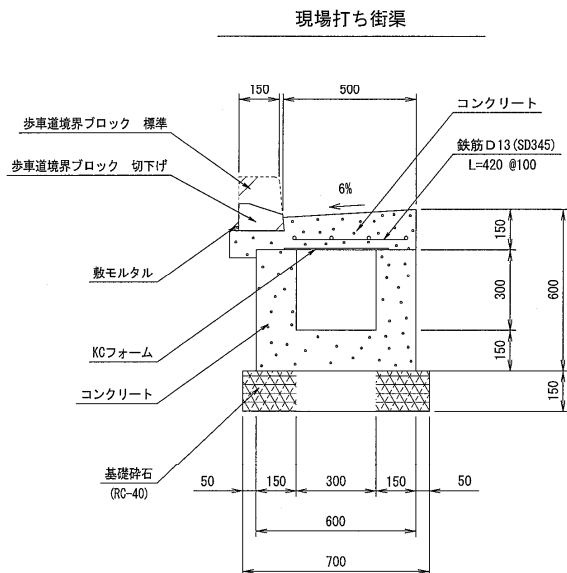 現場打ち街渠
150
500
コンクリート
歩車道境界ブロック 標準
鉄筋D13(SD345)
L=420 @100
歩車道境界ブロック 切下げ
6%
150
敷モルタル
300
600
KCフォーム
150
コンクリート
150
基礎砕石
(RC-40)
50
150
300
150
50
600
700